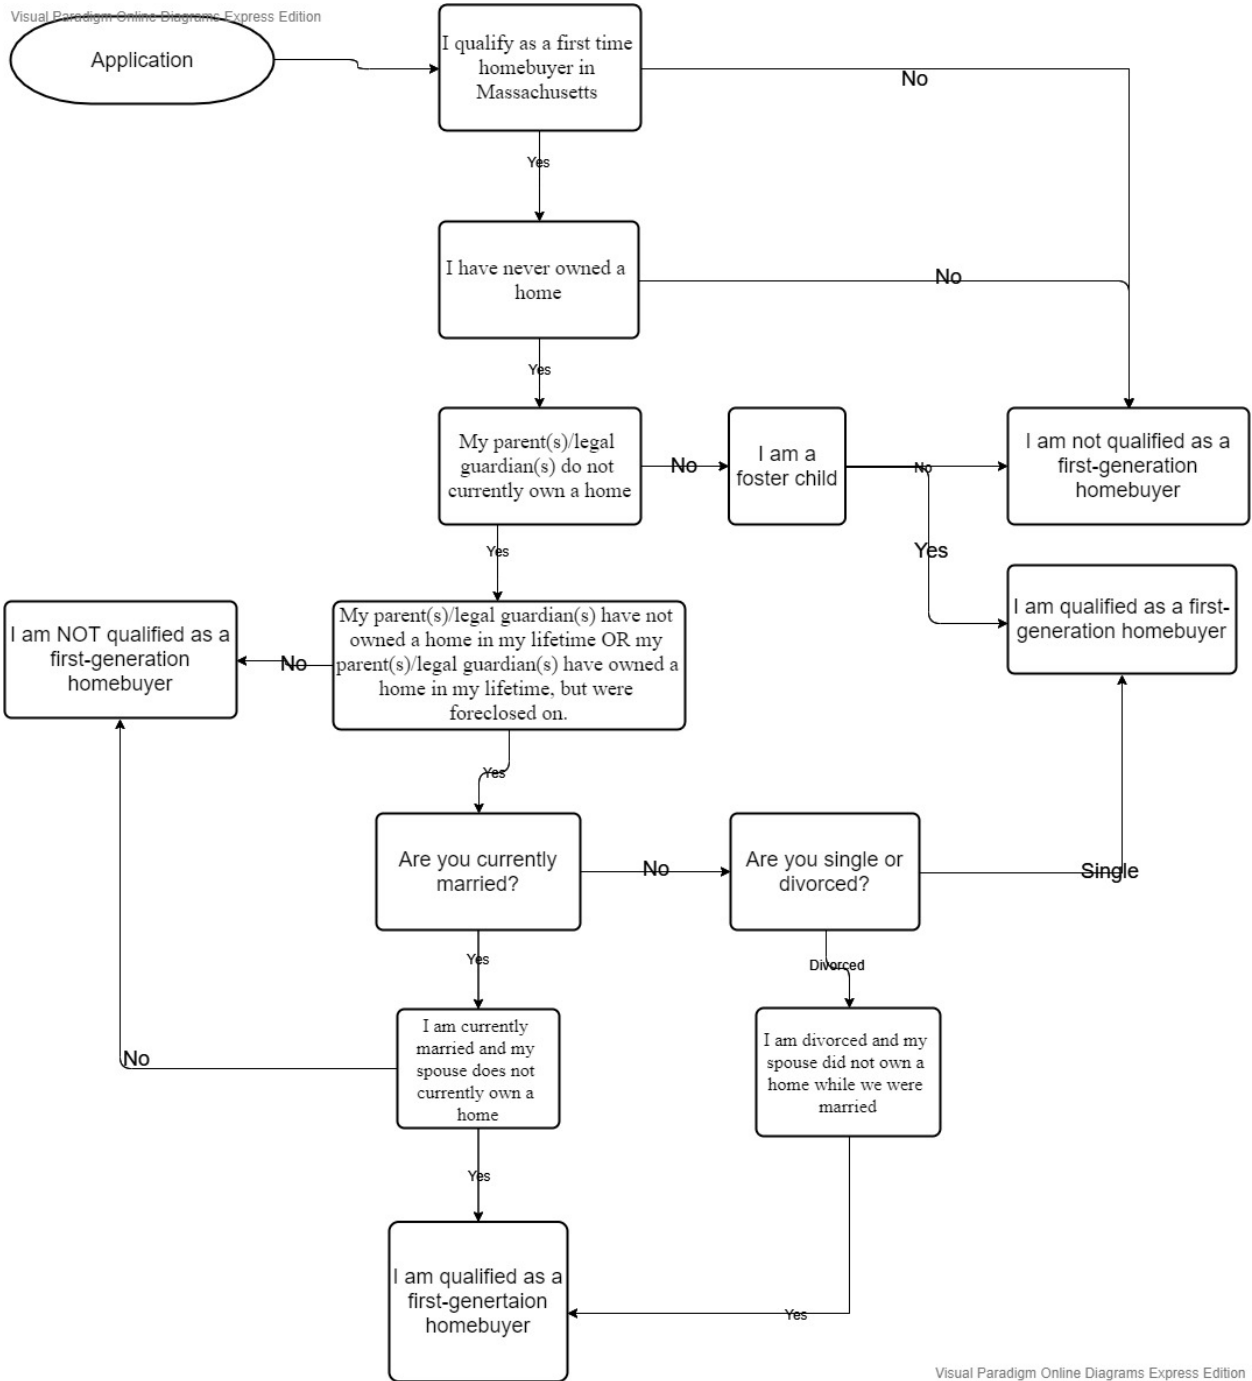 Visual Paradigm Online Diagrams Express Edition
Application
I qualify as a first time
homebuyer in
Massachusetts
No
Yes
I have never owned a
home
No
Yes
My parent(s)/legal
guardian(s) do not
currently own a home
No
I am a
foster child
No
I am not qualified as a
first-generation
homebuyer
Yes
Yes
I am qualified as a first-
generation homebuyer
I am NOT qualified as a
first-generation
homebuyer
No
My parent(s)/legal guardian(s) have not
owned a home in my lifetime OR my
parent(s)/legal guardian(s) have owned a
home in my lifetime, but were
foreclosed on.
Yes
Are you currently
married?
No
Are you single or
divorced?
Single
Yes
Divorced
I am currently
married and my
spouse does not
currently own a
home
No
I am divorced and my
spouse did not own a
home while we were
married
Yes
I am qualified as a
first-genertaion
homebuyer
Yes
Visual Paradigm Online Diagrams Express Edition